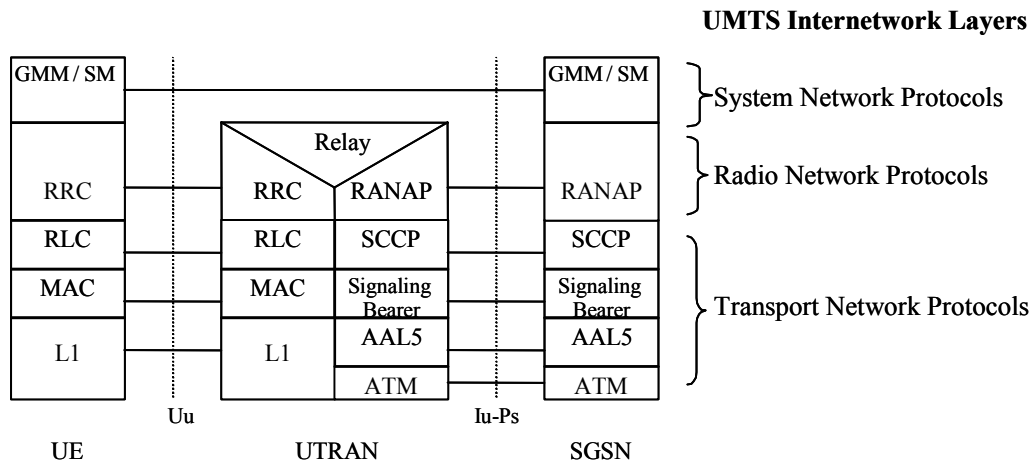 UMTS Internetwork Layers
GMM / SM
GMM / SM
System Network Protocols
Relay
RRC
RRC
RANAP
RANAP
Radio Network Protocols
RLC
RLC
SCCP
SCCP
MAC
MAC
Signaling
Bearer
Signaling
Bearer
Transport Network Protocols
L1
L1
AAL5
AAL5
ATM
ATM
Uu
Iu-Ps
UE
UTRAN
SGSN